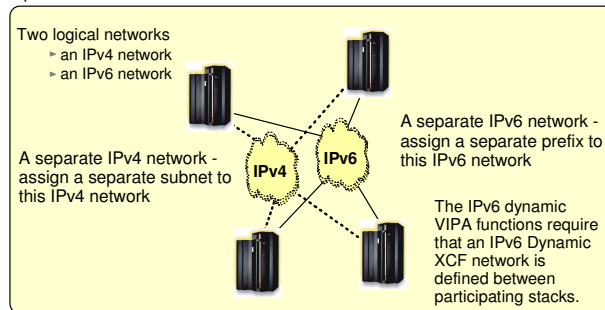 Two logical networks
► an IPv4 network
► an IPv6 network
A separate IPv4 network -
assign a separate subnet to
this IPv4 network
IPv4
IPv6
A separate IPv6 network -
assign a separate prefix to
this IPv6 network
The IPv6 dynamic
VIPA functions require
that an IPv6 Dynamic
XCF network is
defined between
participating stacks.